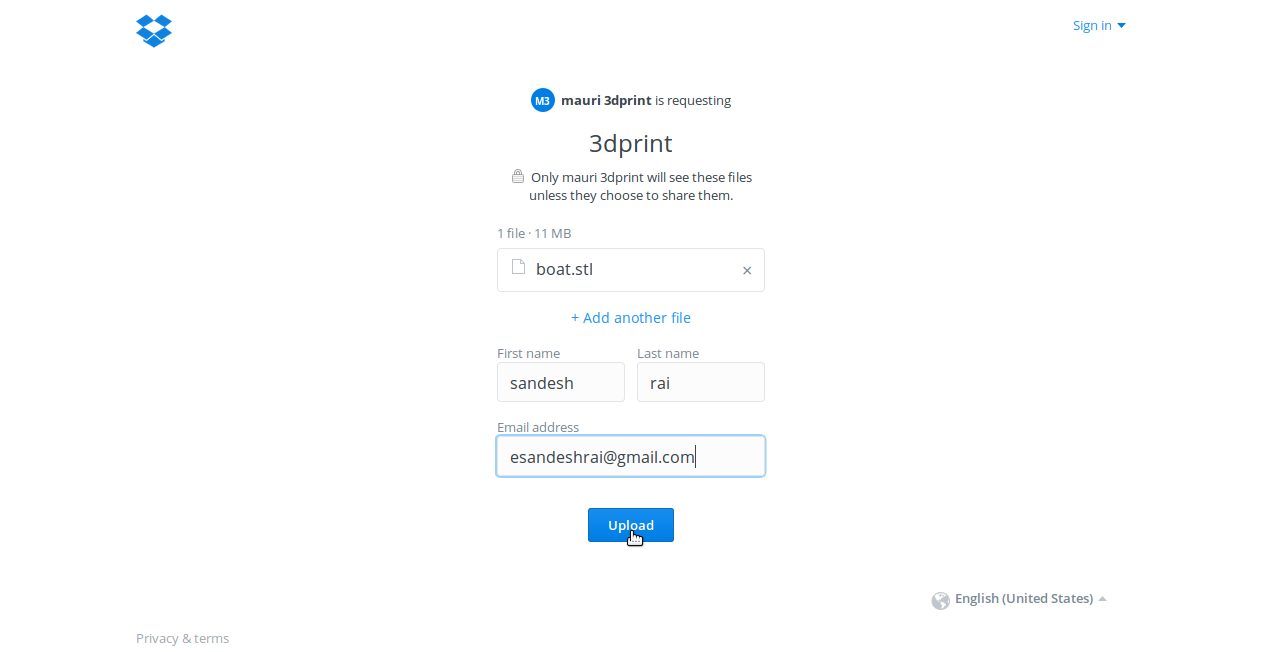 Sign in
M3 mauri 3dprint is requesting
3dprint
Only mauri 3dprint will see these files
unless they choose to share them.
1 file · 11 MB
boat.stl ×
+ Add another file
First name Last name
sandesh rai
Email address
esandeshrai@gmail.com
Upload
English (United States)
Privacy & terms